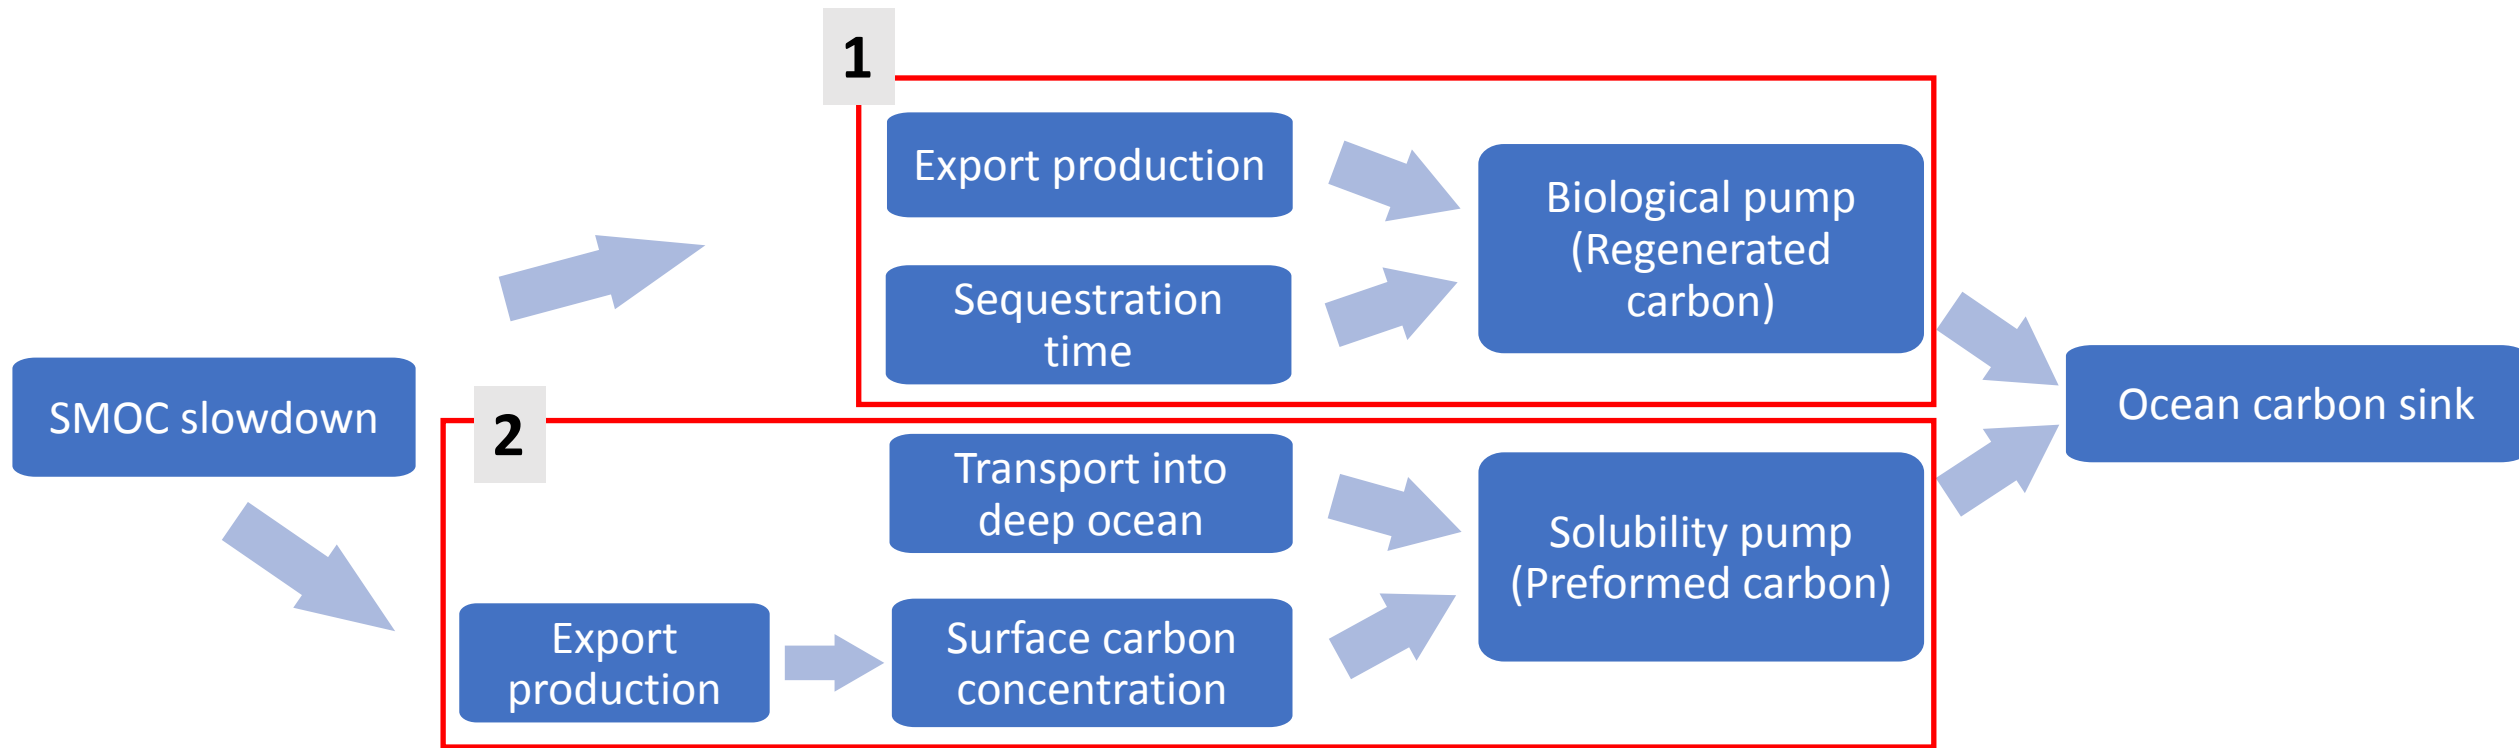 1
Export production
Biological pump
(Regenerated
carbon)
Sequestration
time
SMOC slowdown
Ocean carbon sink
2
Transport into
deep ocean
Solubility pump
(Preformed carbon)
Export
production
Surface carbon
concentration